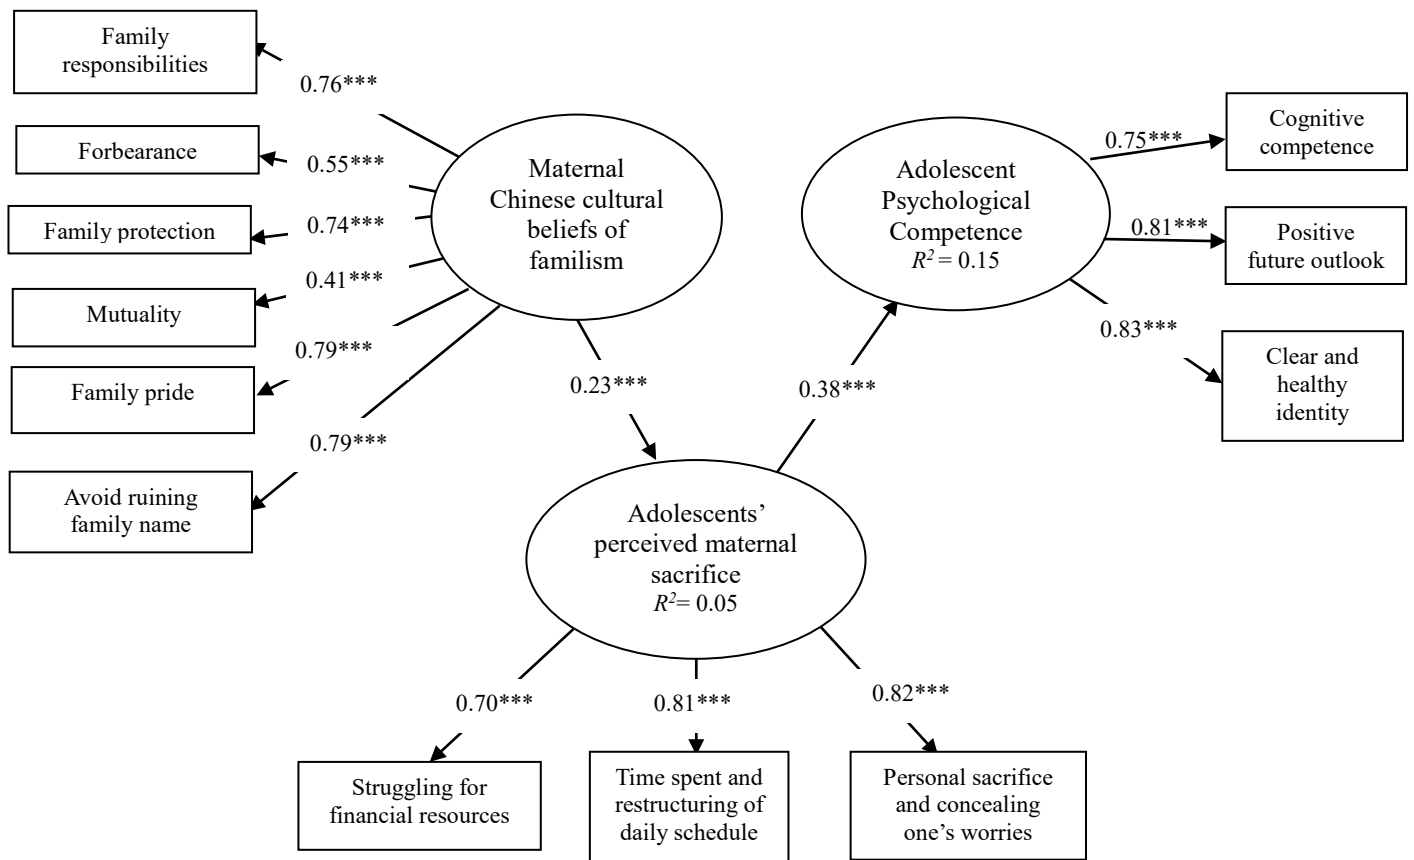 Family
responsibilities
0.76***
Forbearance
0.55***
Family protection
0.74***
Mutuality
0.41***
Family pride
0.79***
Avoid ruining
family name
0.79***
Maternal
Chinese cultural
beliefs of
familism
Adolescent
Psychological
Competence
R² = 0.15
0.75***
Cognitive
competence
0.81***
Positive
future outlook
0.83***
Clear and
healthy
identity
0.23***
0.38***
Adolescents’
perceived maternal
sacrifice
R²= 0.05
0.70***
0.81***
0.82***
Struggling for
financial resources
Time spent and
restructuring of
daily schedule
Personal sacrifice
and concealing
one’s worries